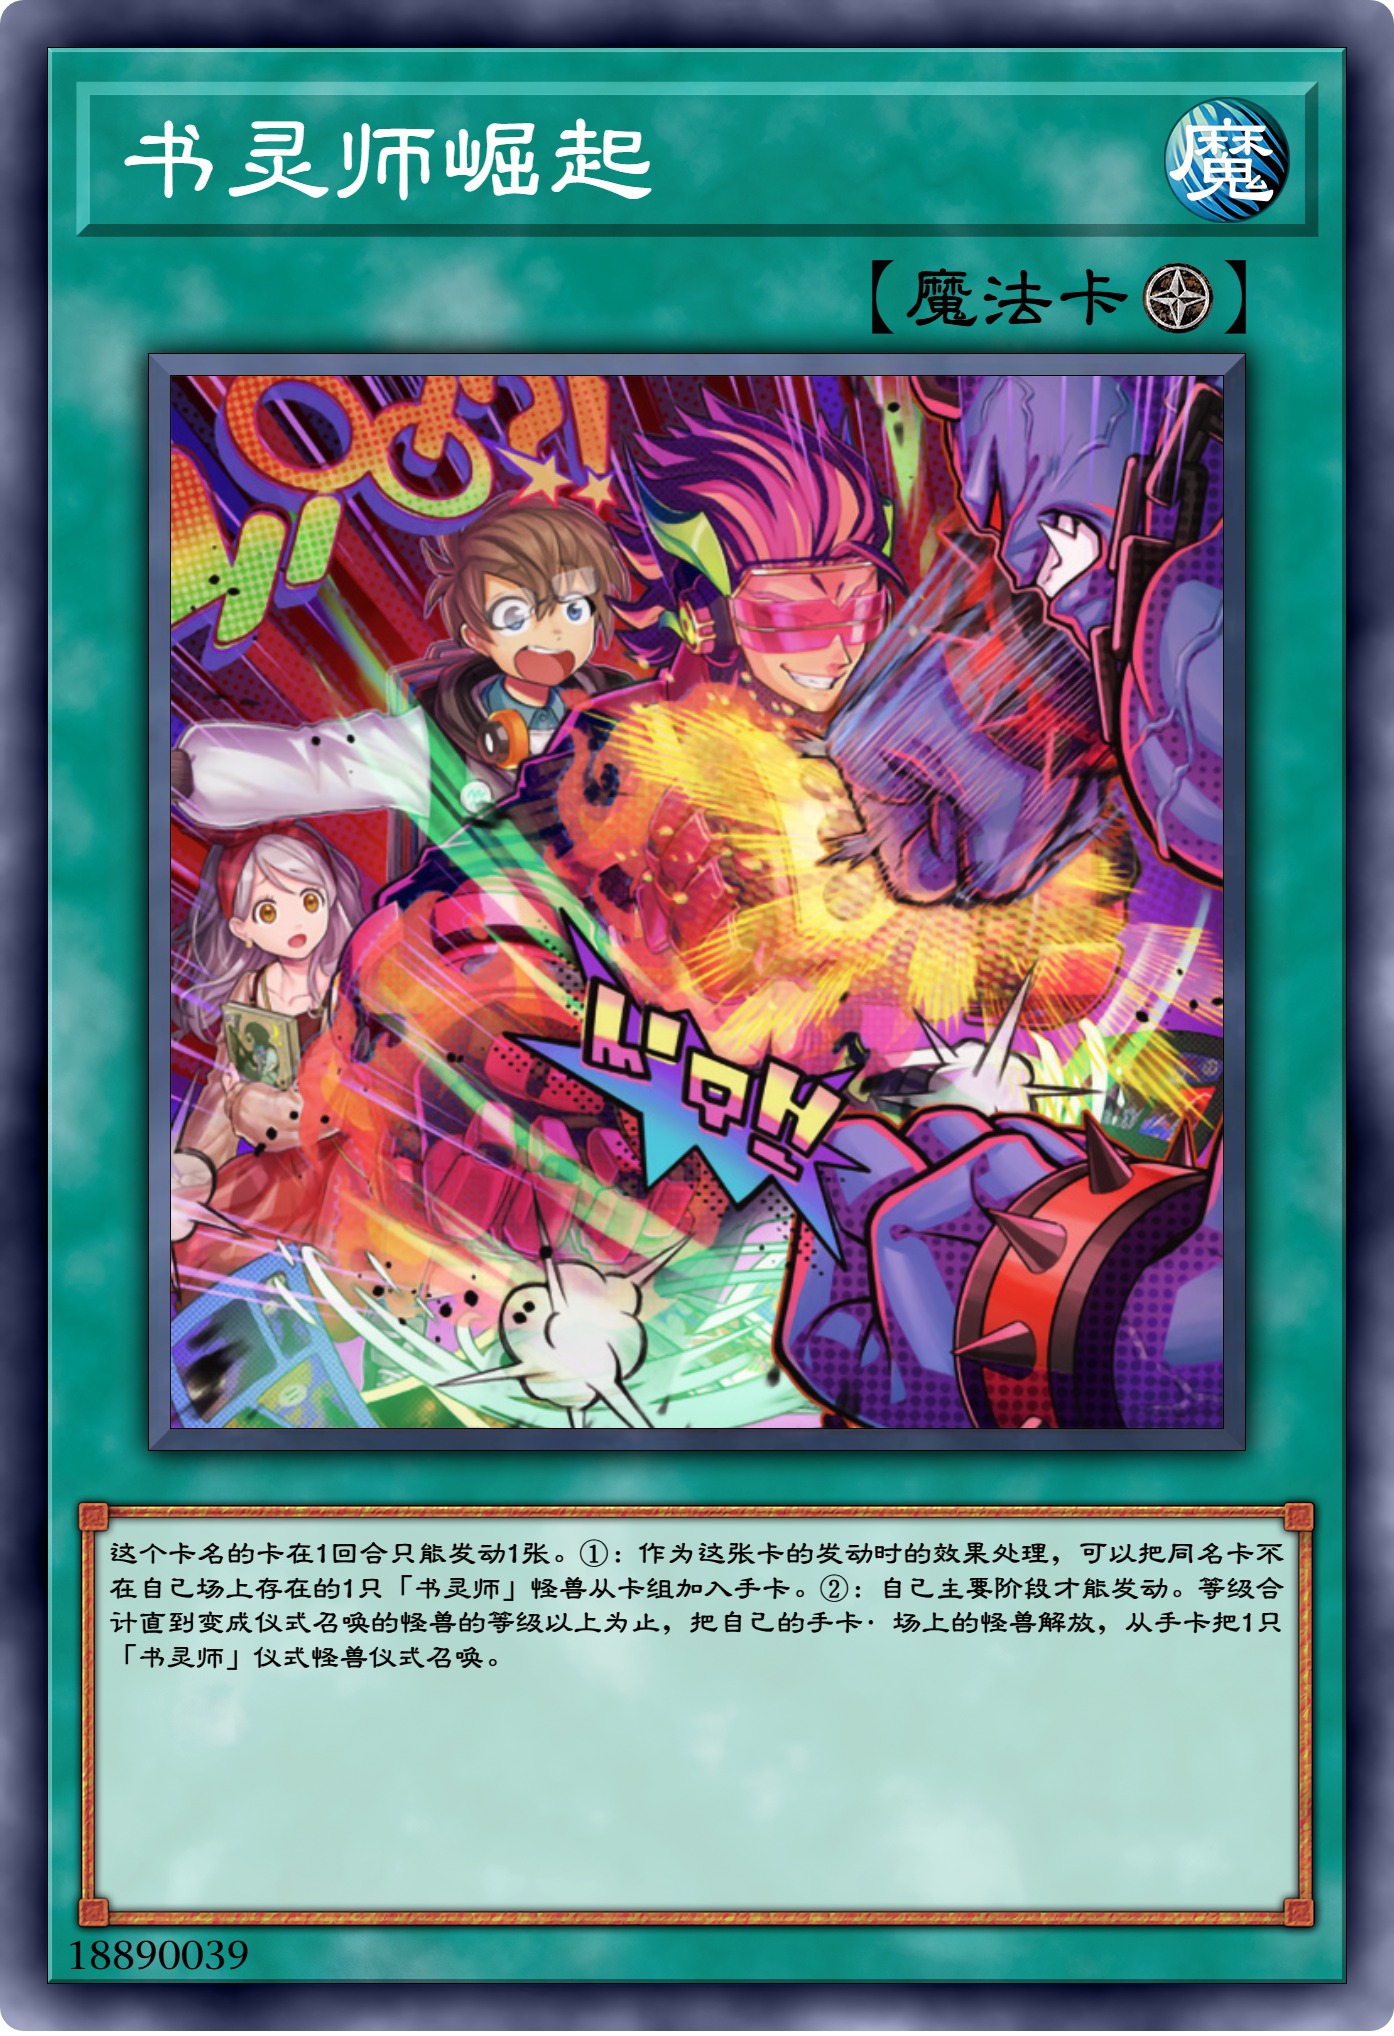 书灵师崛起
魔
【魔法卡】
这个卡名的卡在1回合只能发动1张。①：作为这张卡的发动时的效果处理，可以把同名卡不
在自己场上存在的1只「书灵师」怪兽从卡组加入手卡。②：自己主要阶段才能发动。等级合
计直到变成仪式召唤的怪兽的等级以上为止，把自己的手卡·场上的怪兽解放，从手卡把1只
「书灵师」仪式怪兽仪式召唤。
18890039